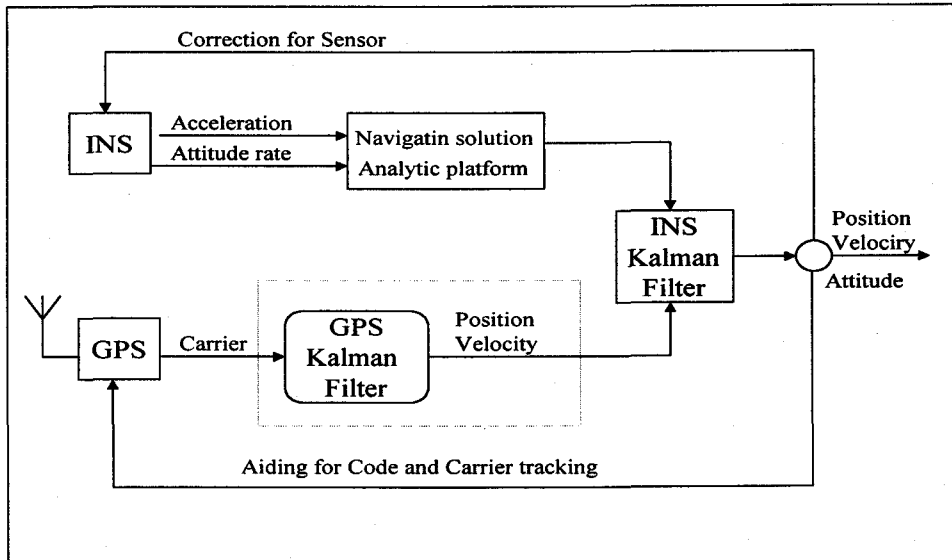 Correction for Sensor
INS
Acceleration
Attitude rate
Navigatin solution
Analytic platform
INS
Kalman
Filter
Position
Velociry
Attitude
GPS
Carrier
GPS
Kalman
Filter
Position
Velocity
Aiding for Code and Carrier tracking